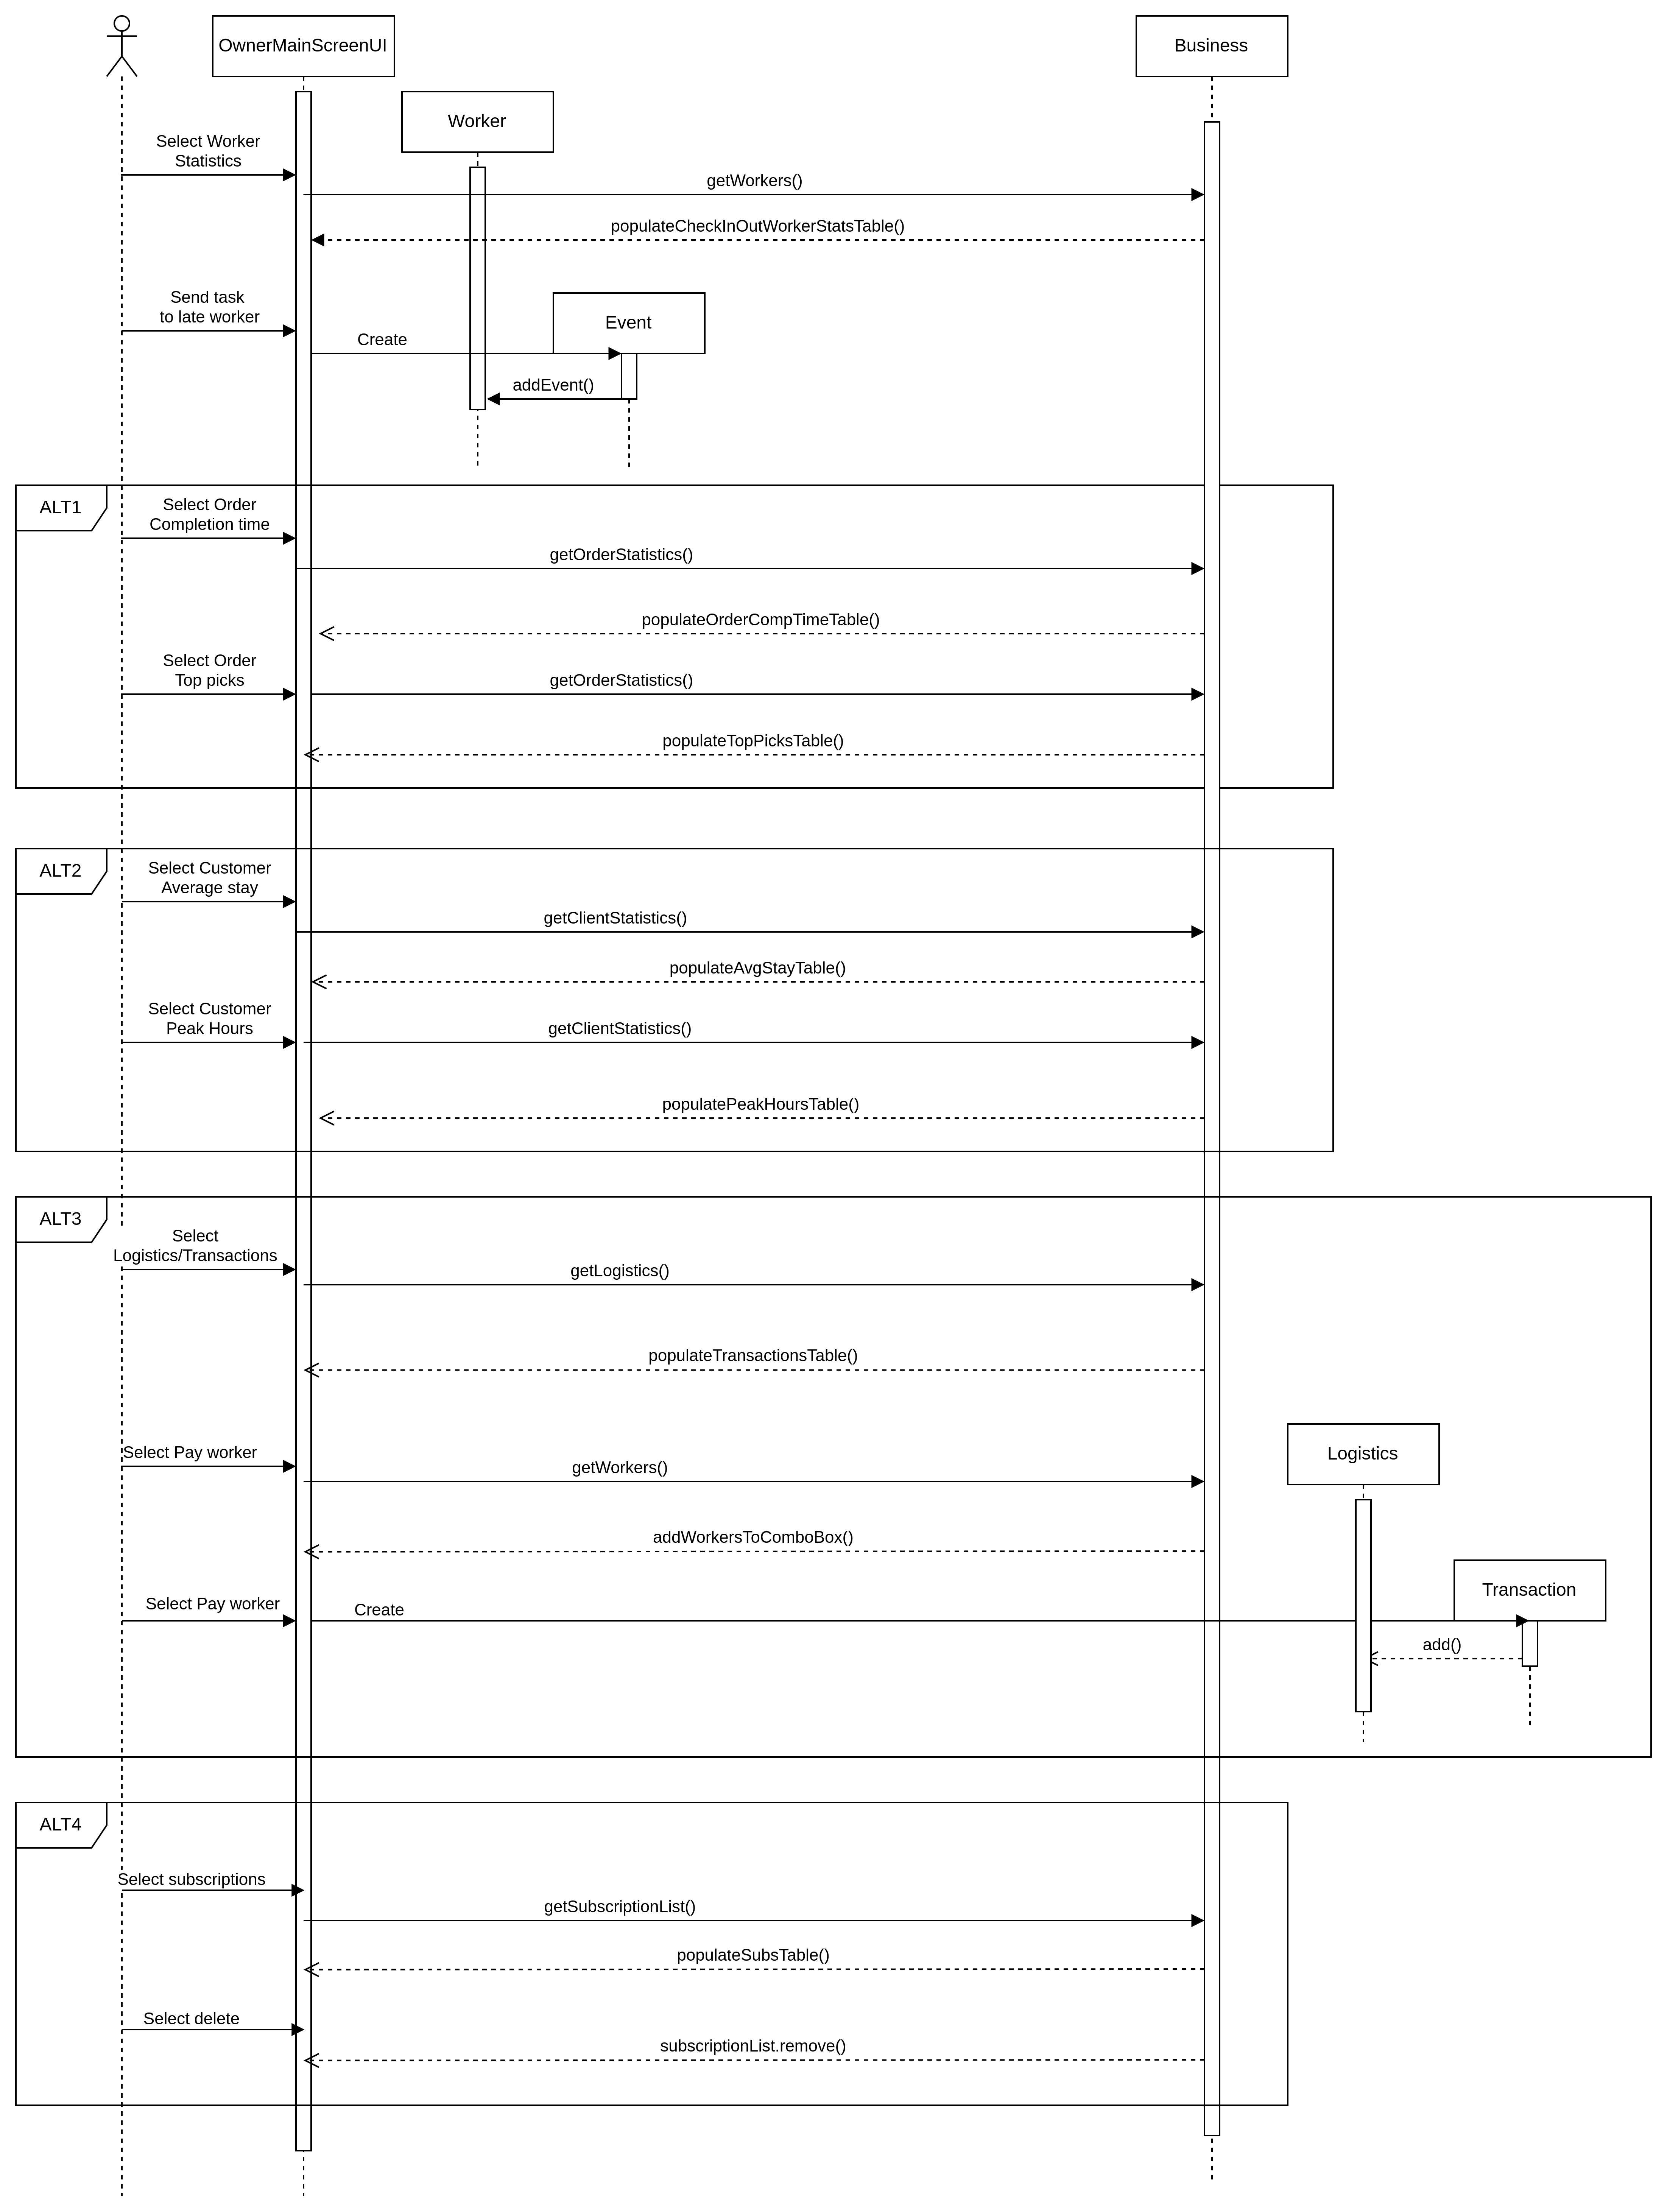 OwnerMainScreenUI
Business
Worker
Select Worker
Statistics
getWorkers()
populateCheckInOutWorkerStatsTable()
Send task
to late worker
Event
Create
addEvent()
ALT1
Select Order
Completion time
getOrderStatistics()
populateOrderCompTimeTable()
Select Order
Top picks
getOrderStatistics()
populateTopPicksTable()
ALT2
Select Customer
Average stay
getClientStatistics()
populateAvgStayTable()
Select Customer
Peak Hours
getClientStatistics()
populatePeakHoursTable()
ALT3
Select
Logistics/Transactions
getLogistics()
populateTransactionsTable()
Select Pay worker
Logistics
getWorkers()
addWorkersToComboBox()
Transaction
Select Pay worker
Create
add()
ALT4
Select subscriptions
getSubscriptionList()
populateSubsTable()
Select delete
subscriptionList.remove()